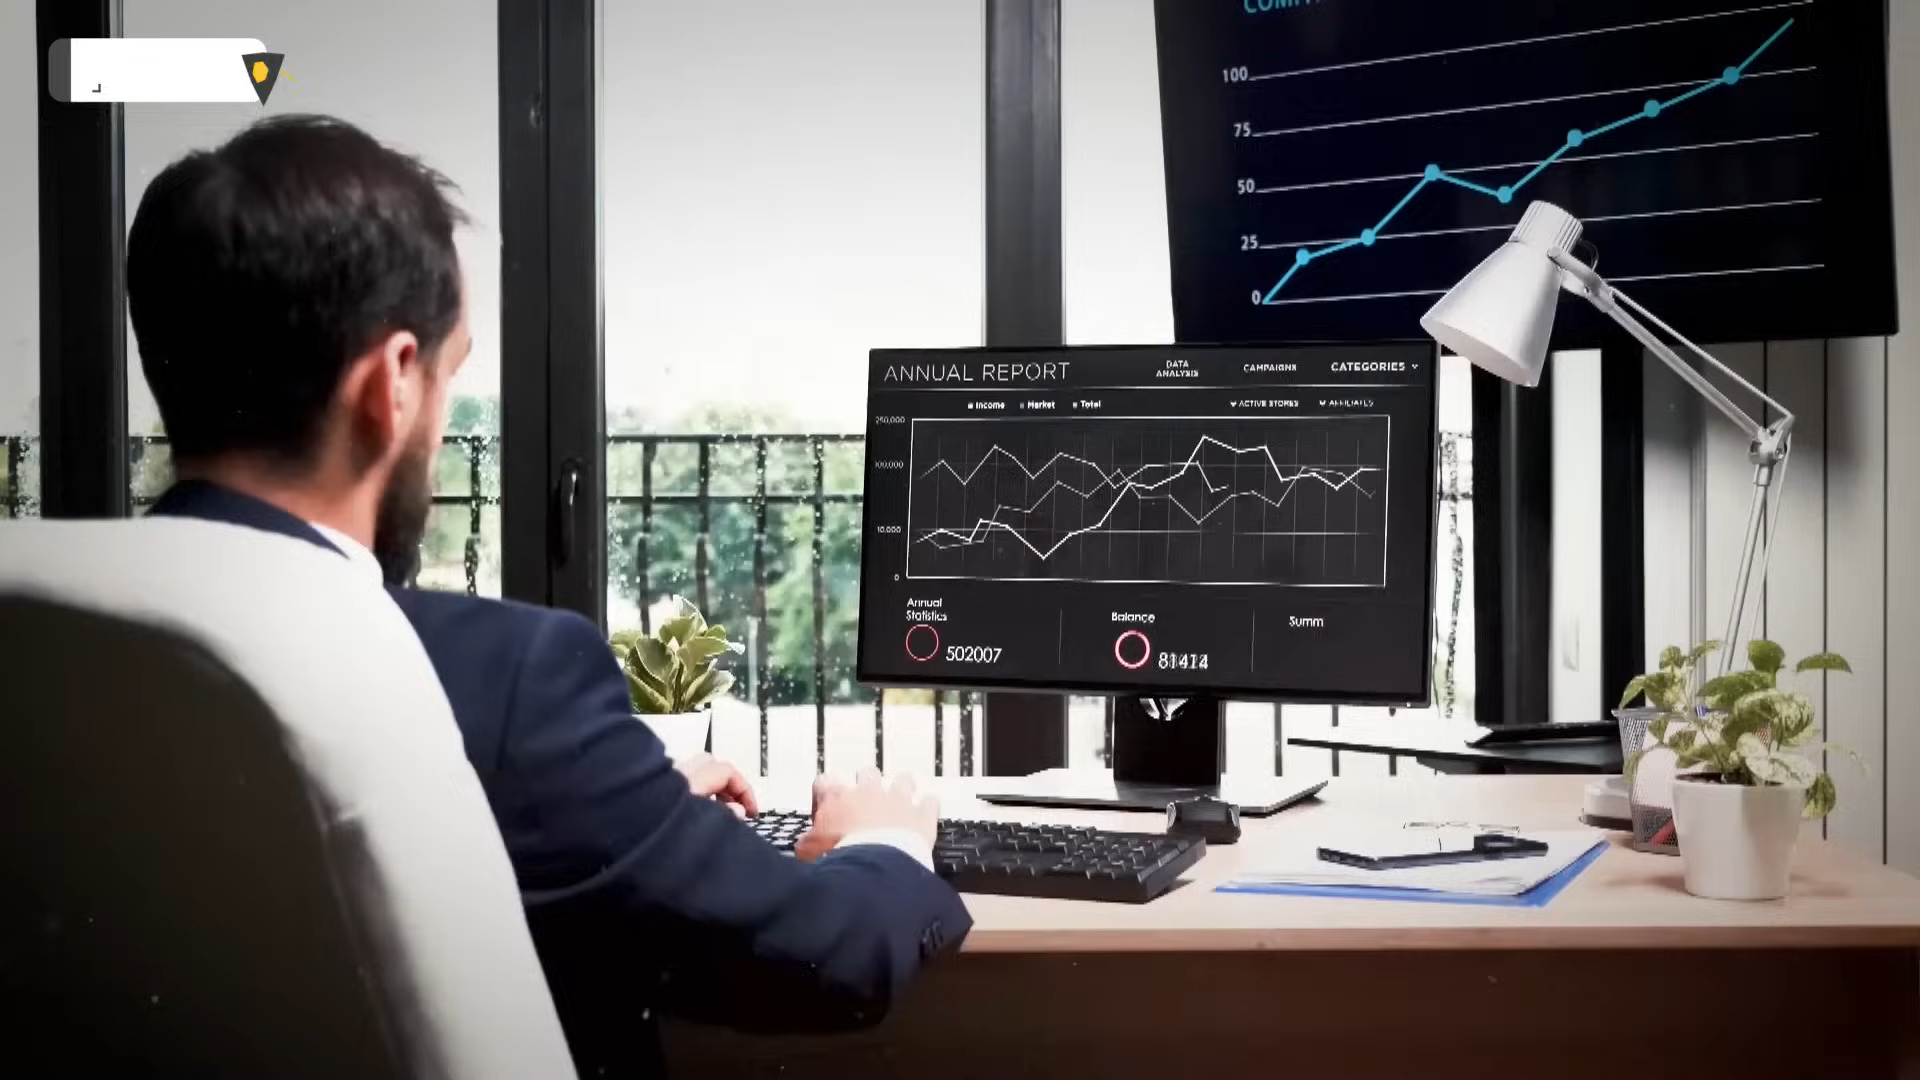 100
75
50
25
0
ANNUAL REPORT
DATA ANALYSIS
CAMPAIGNS
CATEGORIES
Income Market Total
ACTIVE STORES
AFFILIATES
250,000
100,000
10,000
0
Annual
Statistics
502007
Balance
Summ